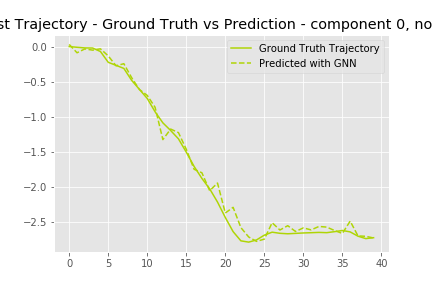 st Trajectory - Ground Truth vs Prediction - component 0, no
Ground Truth Trajectory
Predicted with GNN
0.0
−0.5
−1.0
−1.5
−2.0
−2.5
0 5 10 15 20 25 30 35 40